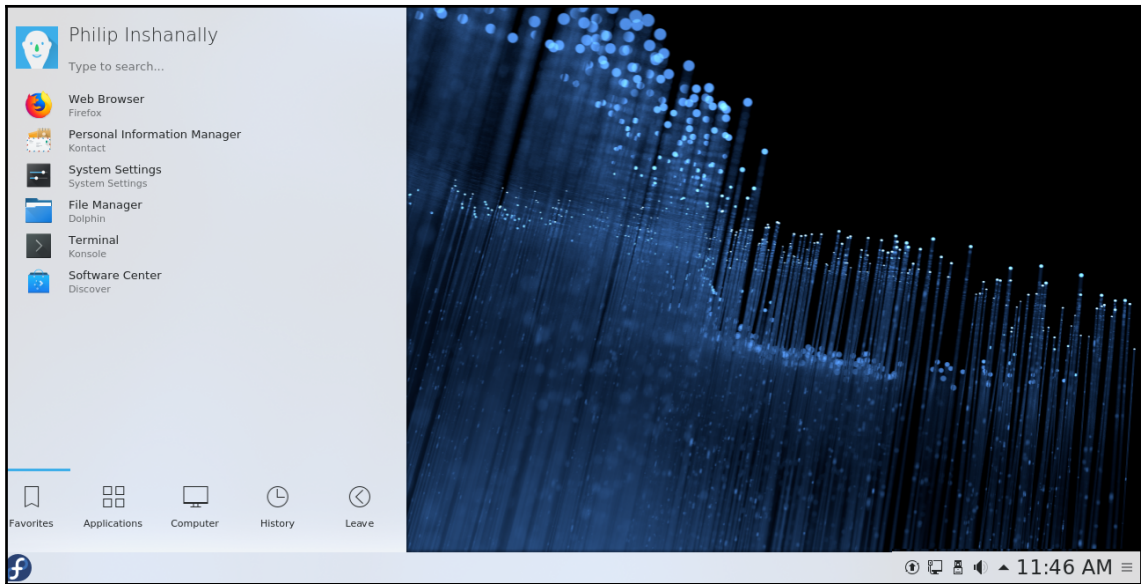 Philip Inshanally
Type to search...
Web Browser
Firefox
Personal Information Manager
Kontact
System Settings
System Settings
File Manager
Dolphin
Terminal
Konsole
Software Center
Discover
Favorites Applications Computer History Leave
11:46 AM